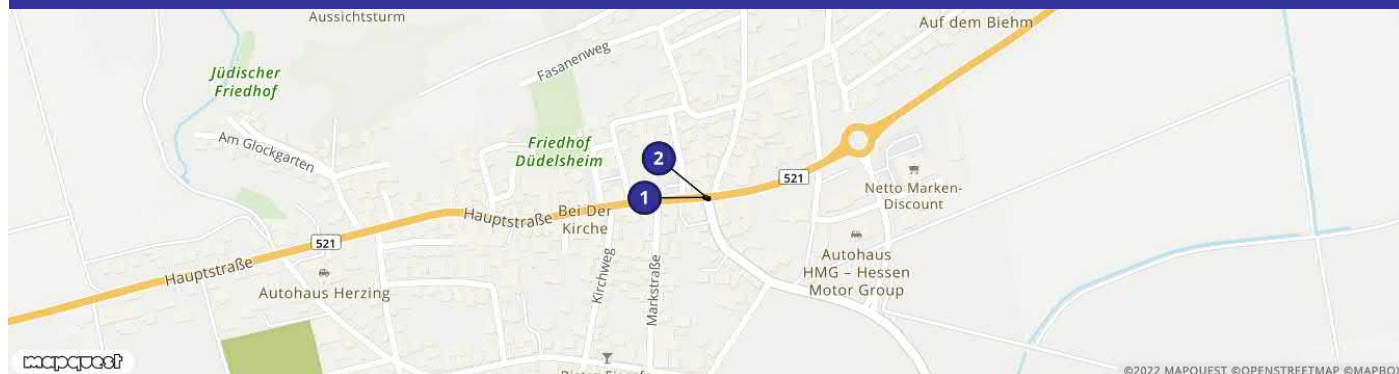 Aussichtsturm
Auf dem Biehm
Fasanenweg
Jüdischer
Friedhof
Am Glockgarten
Friedhof
Düdelsheim
2
521
Netto Marken-
Discount
1
Bei Der
Kirche
Hauptstraße
521
Hauptstraße
Autohaus Herzing
Kirchweg
Markstraße
Autohaus
HMG – Hessen
Motor Group
mapquest
©2022 MAPQUEST ©OPENSTREETMAP ©MAPBO